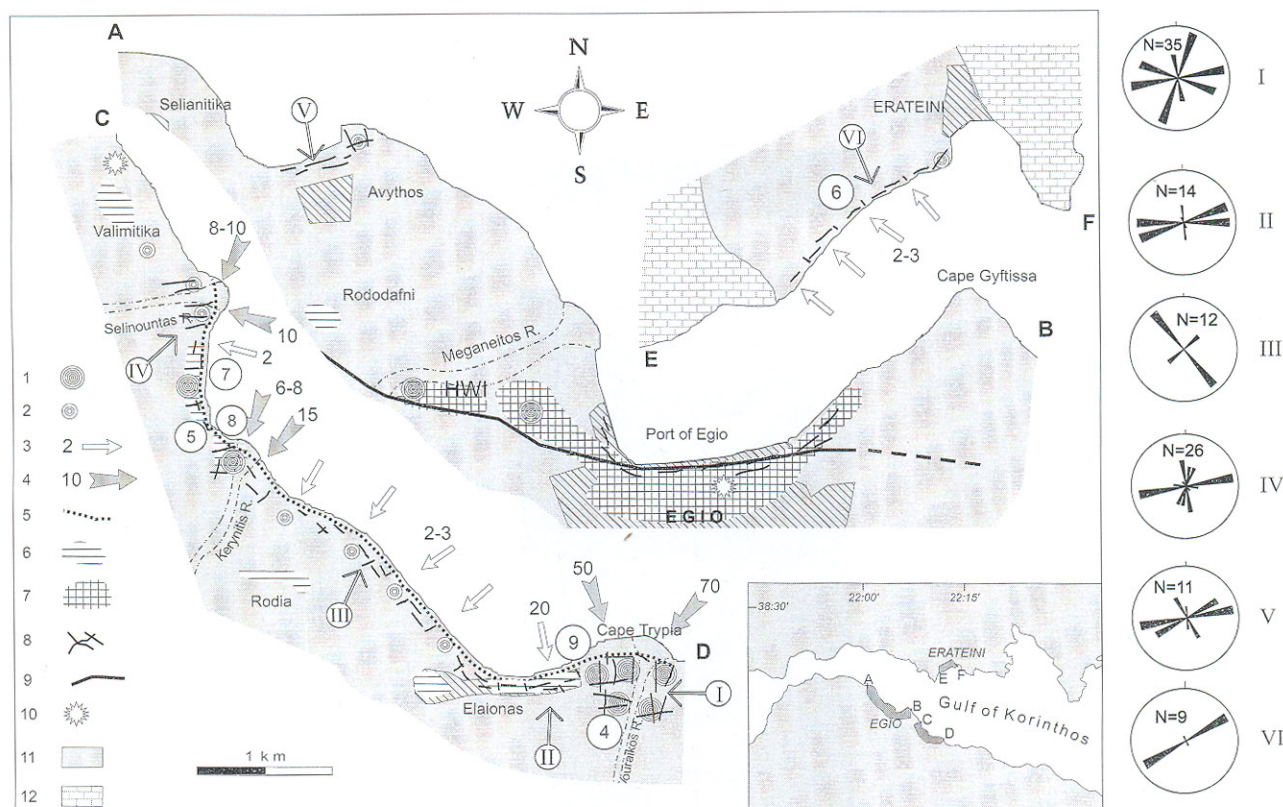 A
N
W
E
S
Selianitika
V
C
Avythos
ERATEINI
VI
6
2-3
F
E
Valimitika
8-10
Selinountas R.
10
IV
2
7
6-8
15
8
5
Rododafni
Meganeitos R.
HWI
Cape Gyftissa
B
Port of Egio
EGIO
Kerynitis R.
2-3
Rodia
III
50
70
20
Cape Trypia
9
D
I
Elaionas
4
II
Vouraikos R.
1
2
3 2
4 10
5
6
7
8
9
10
11
12
1 km
22:00'
22:15'
38:30'
ERATEINI
A
E
F
B
EGIO
C
D
Gulf of Korinthos
N=35
I
N=14
II
N=12
III
N=26
IV
N=11
V
N=9
VI